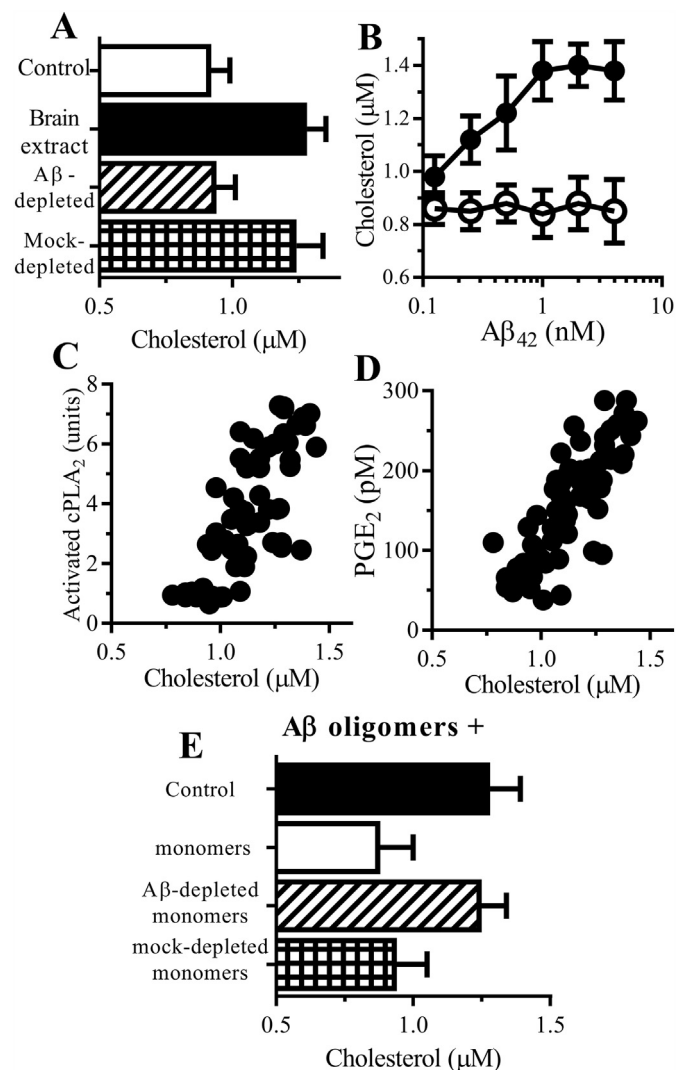 A
Control
Brain
extract
Aβ -
depleted
Mock-
depleted
0.5
1.0
Cholesterol (μM)
B
Cholesterol (μM)
1.4
1.2
1.0
0.8
0.6
0.1
1
10
Aβ42 (nM)
C
Activated cPLA2 (units)
8
6
4
2
0
0.5
1.0
1.5
Cholesterol (μM)
D
PGE2 (pM)
300
200
100
0
0.5
1.0
1.5
Cholesterol (μM)
E
Aβ oligomers +
Control
monomers
Aβ-depleted
monomers
mock-depleted
monomers
0.5
1.0
1.5
Cholesterol (μM)